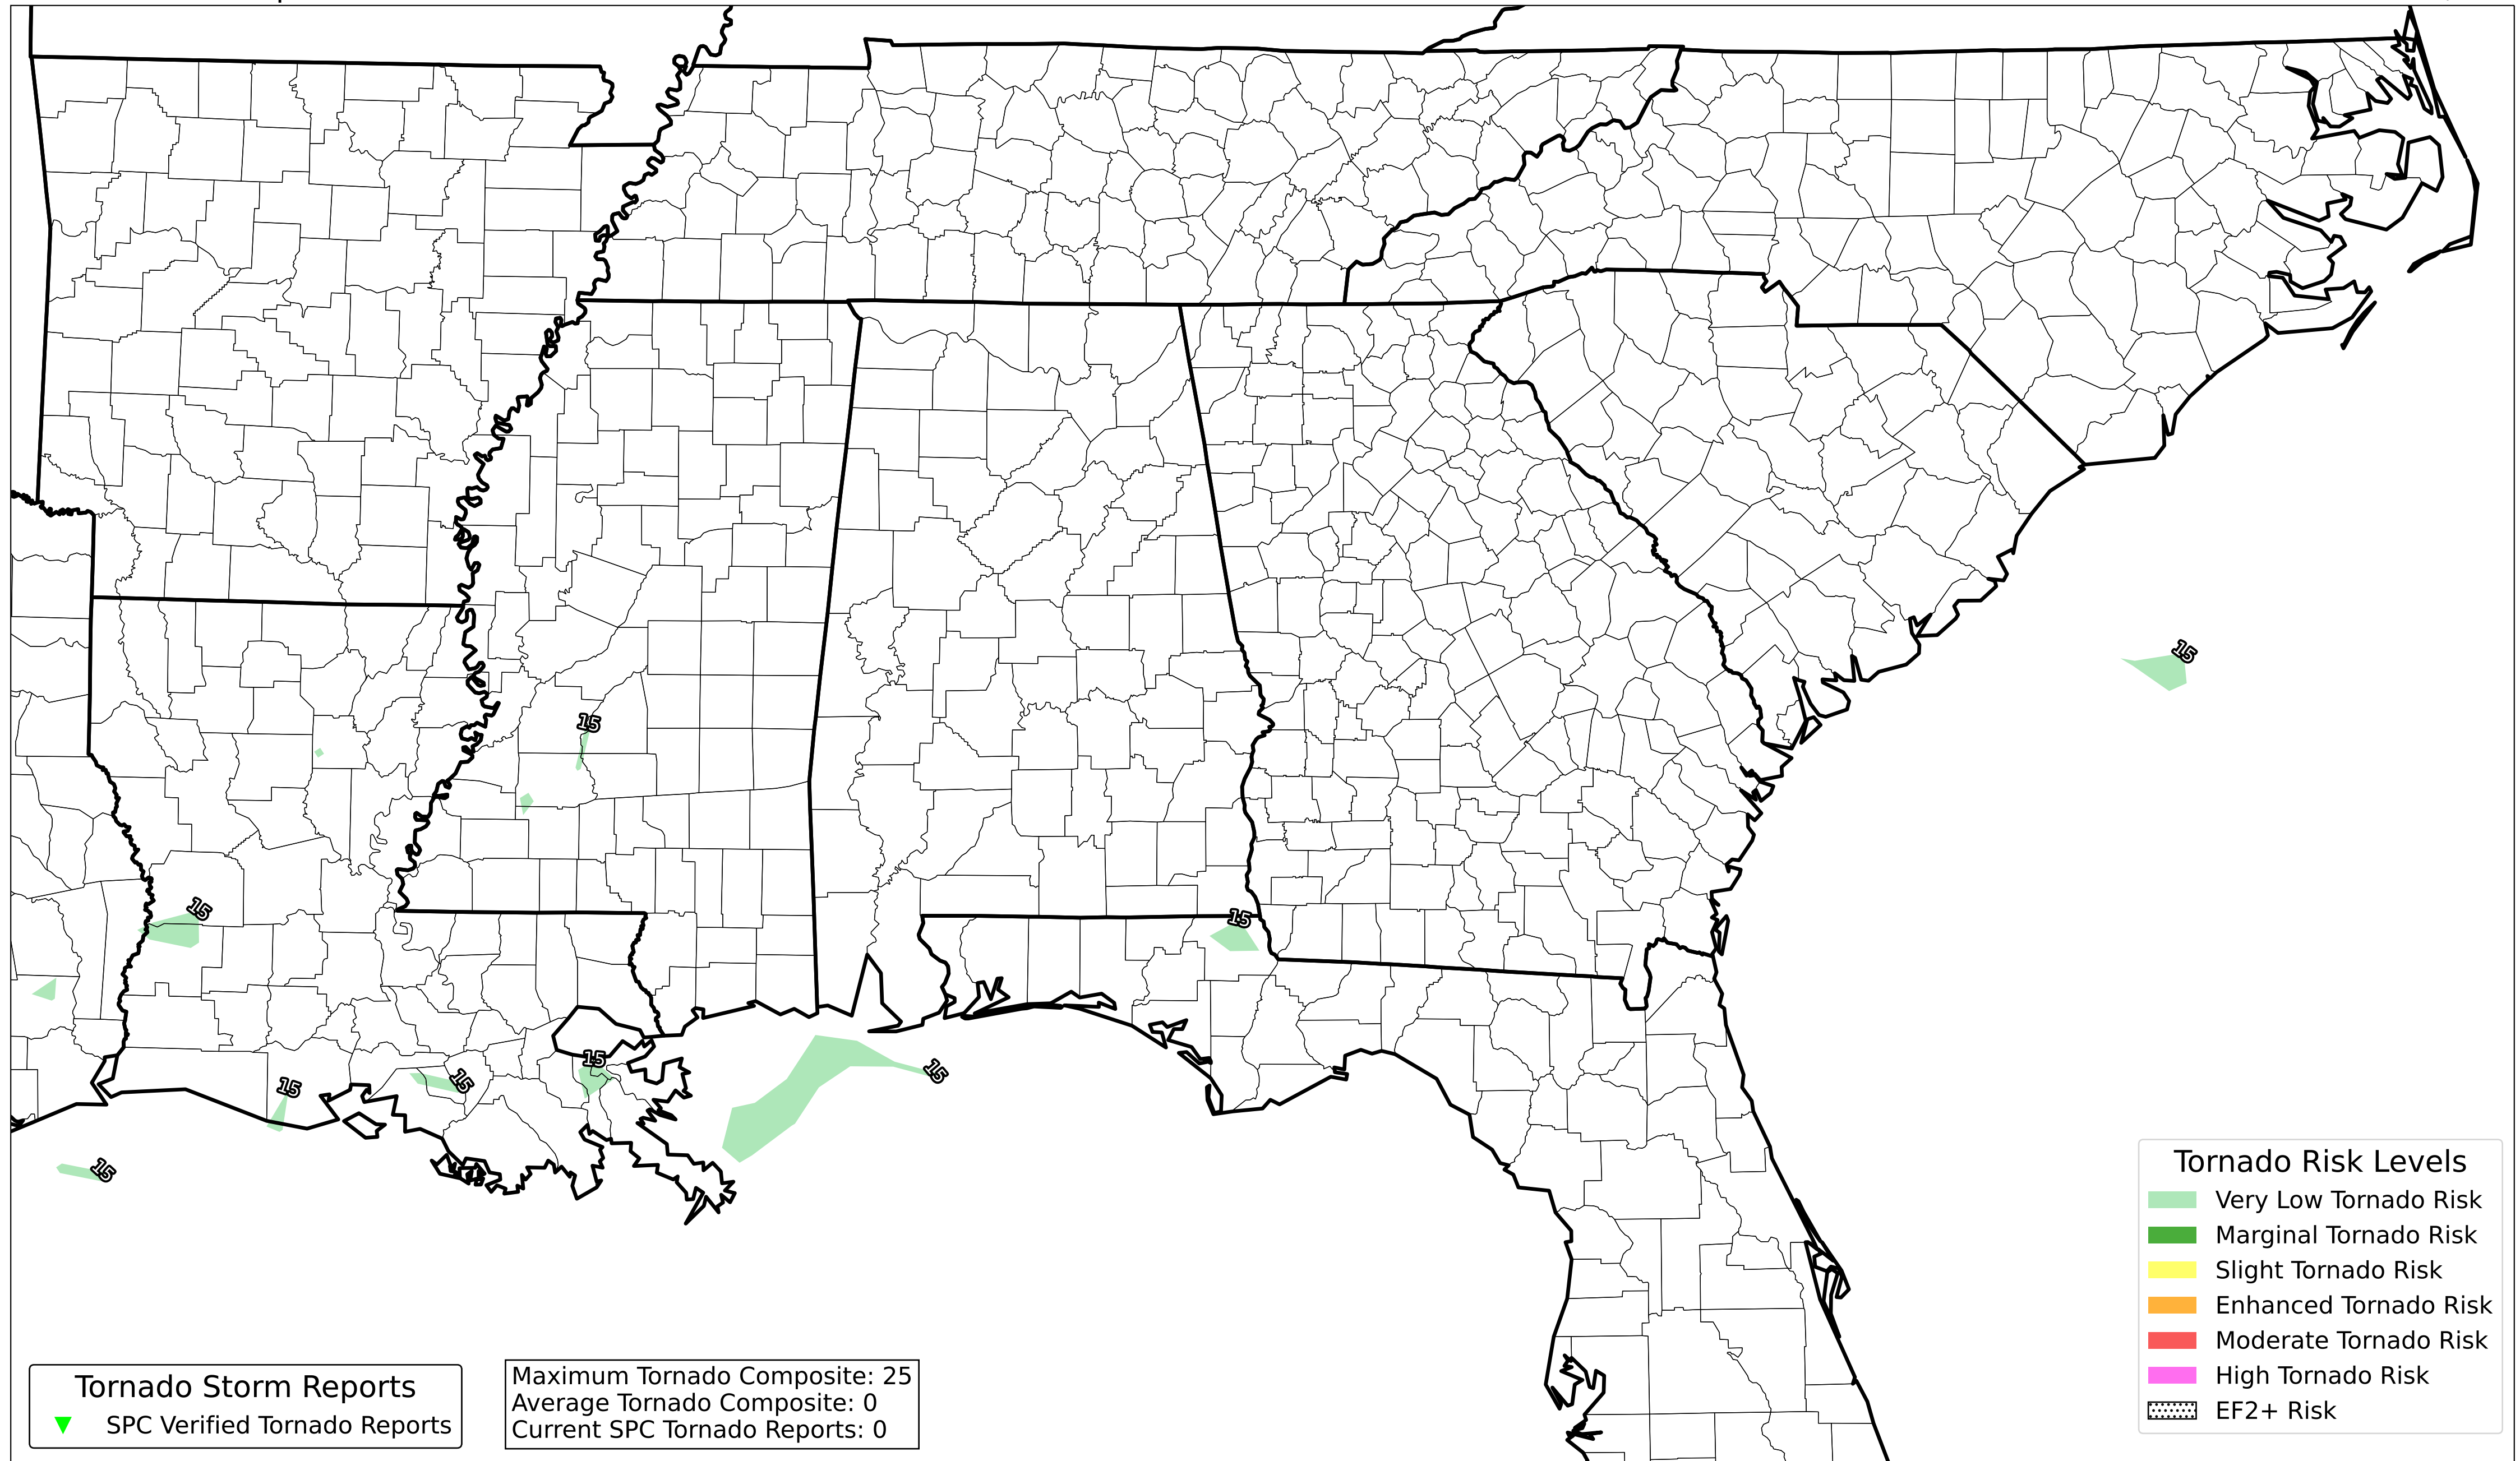 15
15
15
15
15
15
15
15
15
Tornado Risk Levels
Very Low Tornado Risk
Marginal Tornado Risk
Slight Tornado Risk
Enhanced Tornado Risk
Moderate Tornado Risk
High Tornado Risk
EF2+ Risk
Tornado Storm Reports
SPC Verified Tornado Reports
Maximum Tornado Composite: 25
Average Tornado Composite: 0
Current SPC Tornado Reports: 0